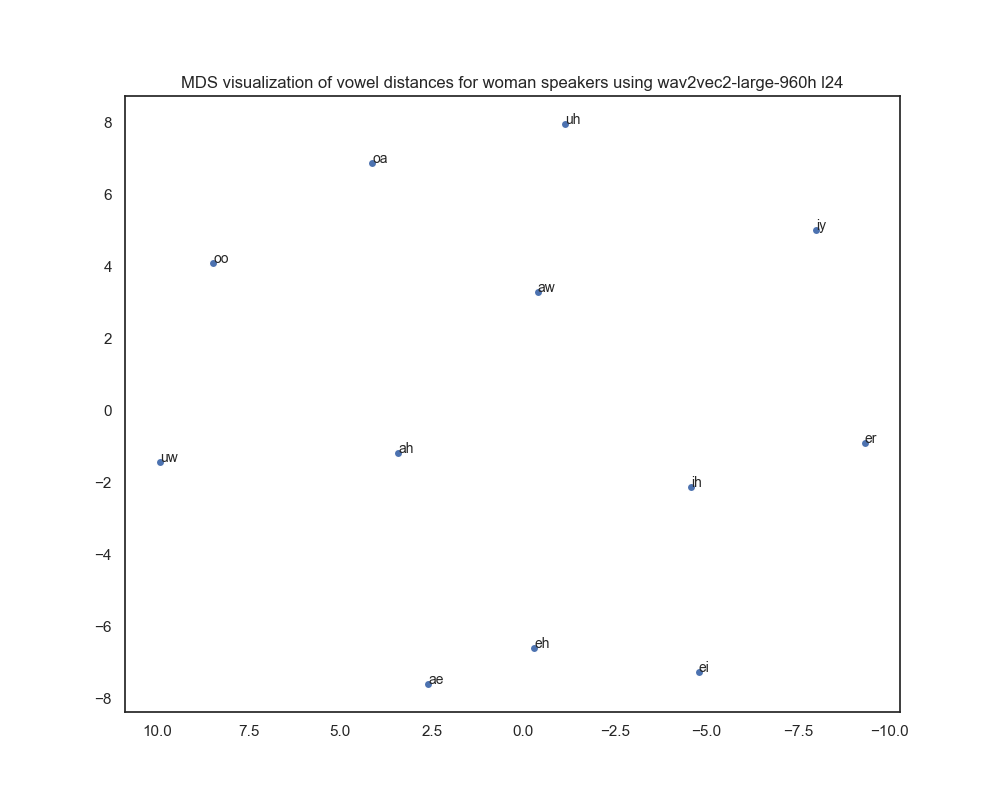 MDS visualization of vowel distances for woman speakers using wav2vec2-large-960h l24
8
uh
oa
6
iy
oo
4
aw
2
0
er
ah
uw
−2
ih
−4
−6
eh
ei
ae
−8
10.0 7.5 5.0 2.5 0.0 −2.5 −5.0 −7.5 −10.0